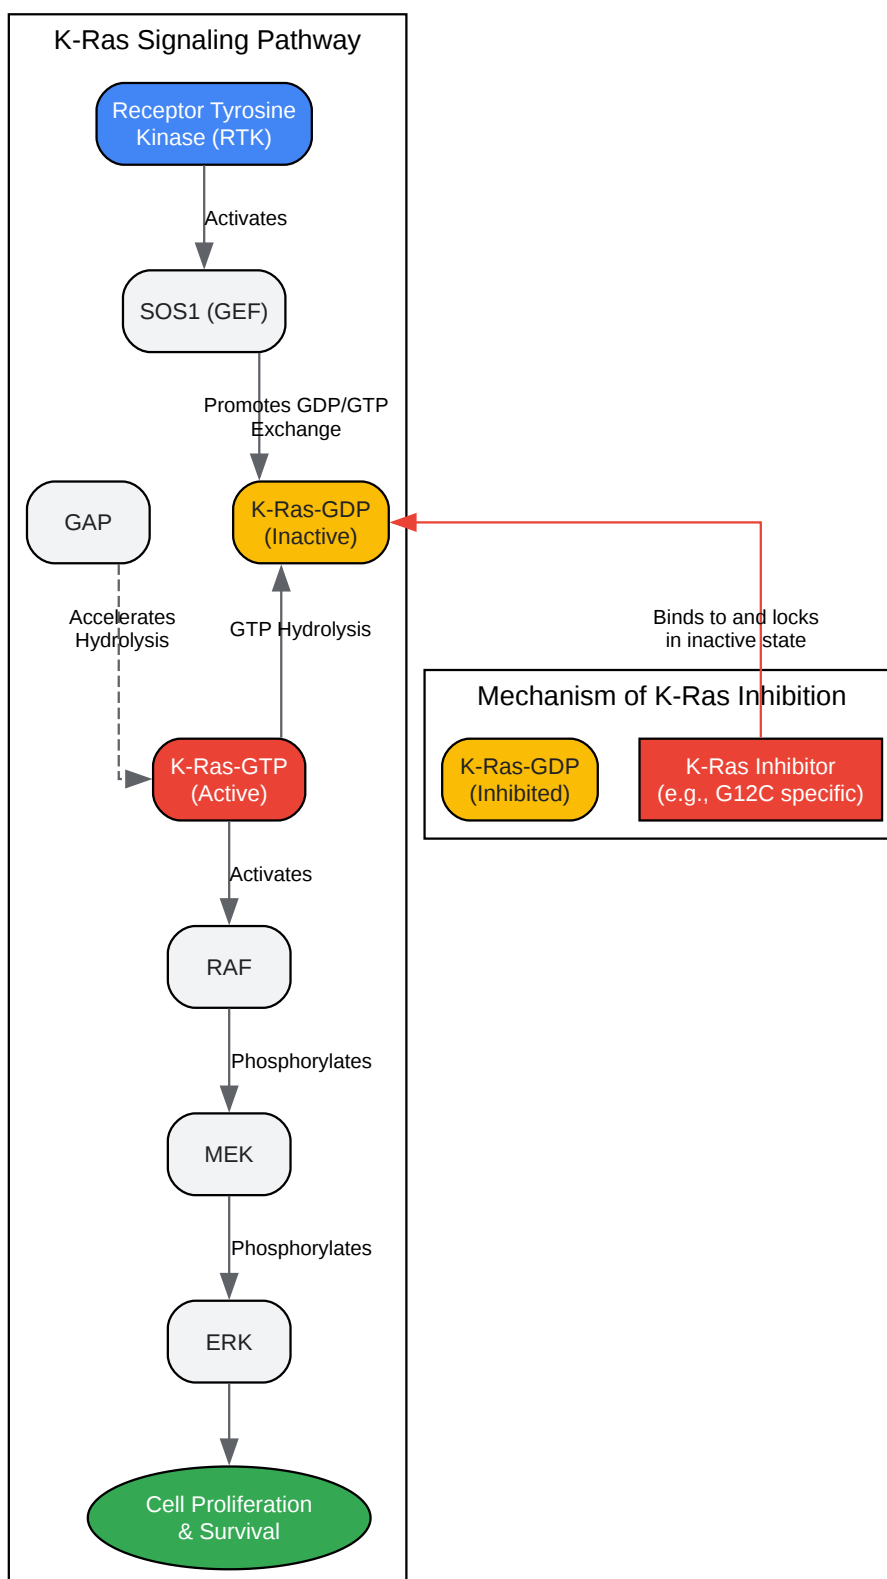 K-Ras Signaling Pathway
Receptor Tyrosine
Kinase (RTK)
Activates
SOS1 (GEF)
Promotes GDP/GTP
Exchange
GAP
K-Ras-GDP
(Inactive)
Accelerates
Hydrolysis
GTP Hydrolysis
Binds to and locks
in inactive state
Mechanism of K-Ras Inhibition
K-Ras-GTP
(Active)
K-Ras-GDP
(Inhibited)
K-Ras Inhibitor
(e.g., G12C specific)
Activates
RAF
Phosphorylates
MEK
Phosphorylates
ERK
Cell Proliferation
& Survival